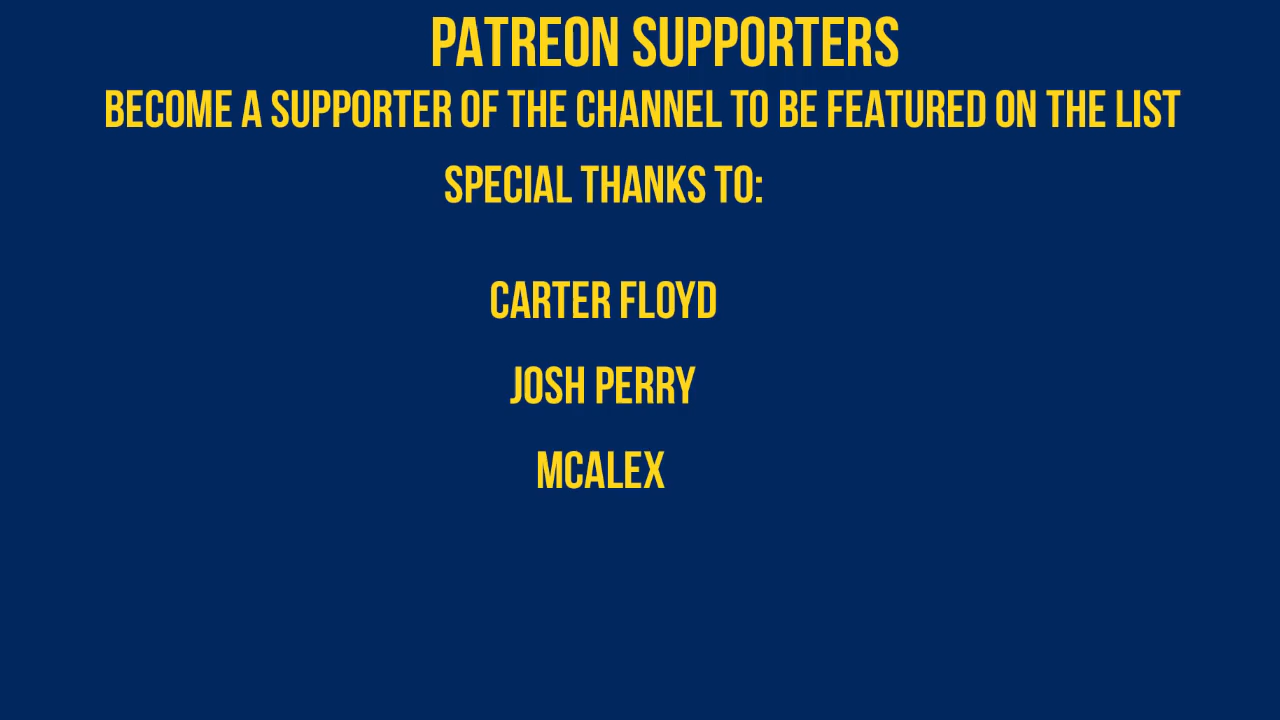 PATREON SUPPORTERS
BECOME A SUPPORTER OF THE CHANNEL TO BE FEATURED ON THE LIST
SPECIAL THANKS TO:
CARTER FLOYD
JOSH PERRY
MCALEX